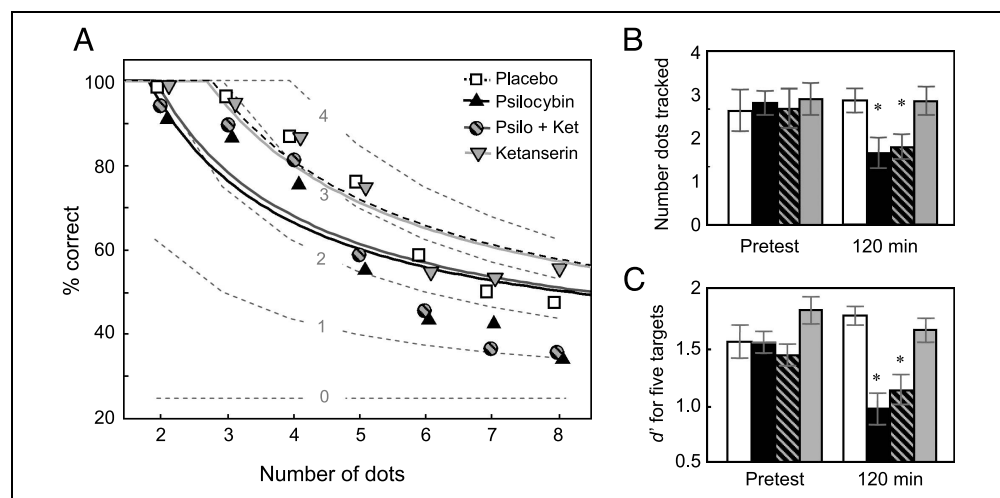 A
% correct
100
80
60
40
20
2 3 4 5 6 7 8
Number of dots
Placebo
Psilocybin
Psilo + Ket
Ketanserin
4
3
2
1
0
B
Number dots tracked
4
3
2
1
0
* *
Pretest 120 min
C
d' for five targets
2
1.5
1.0
0.5
* *
Pretest 120 min